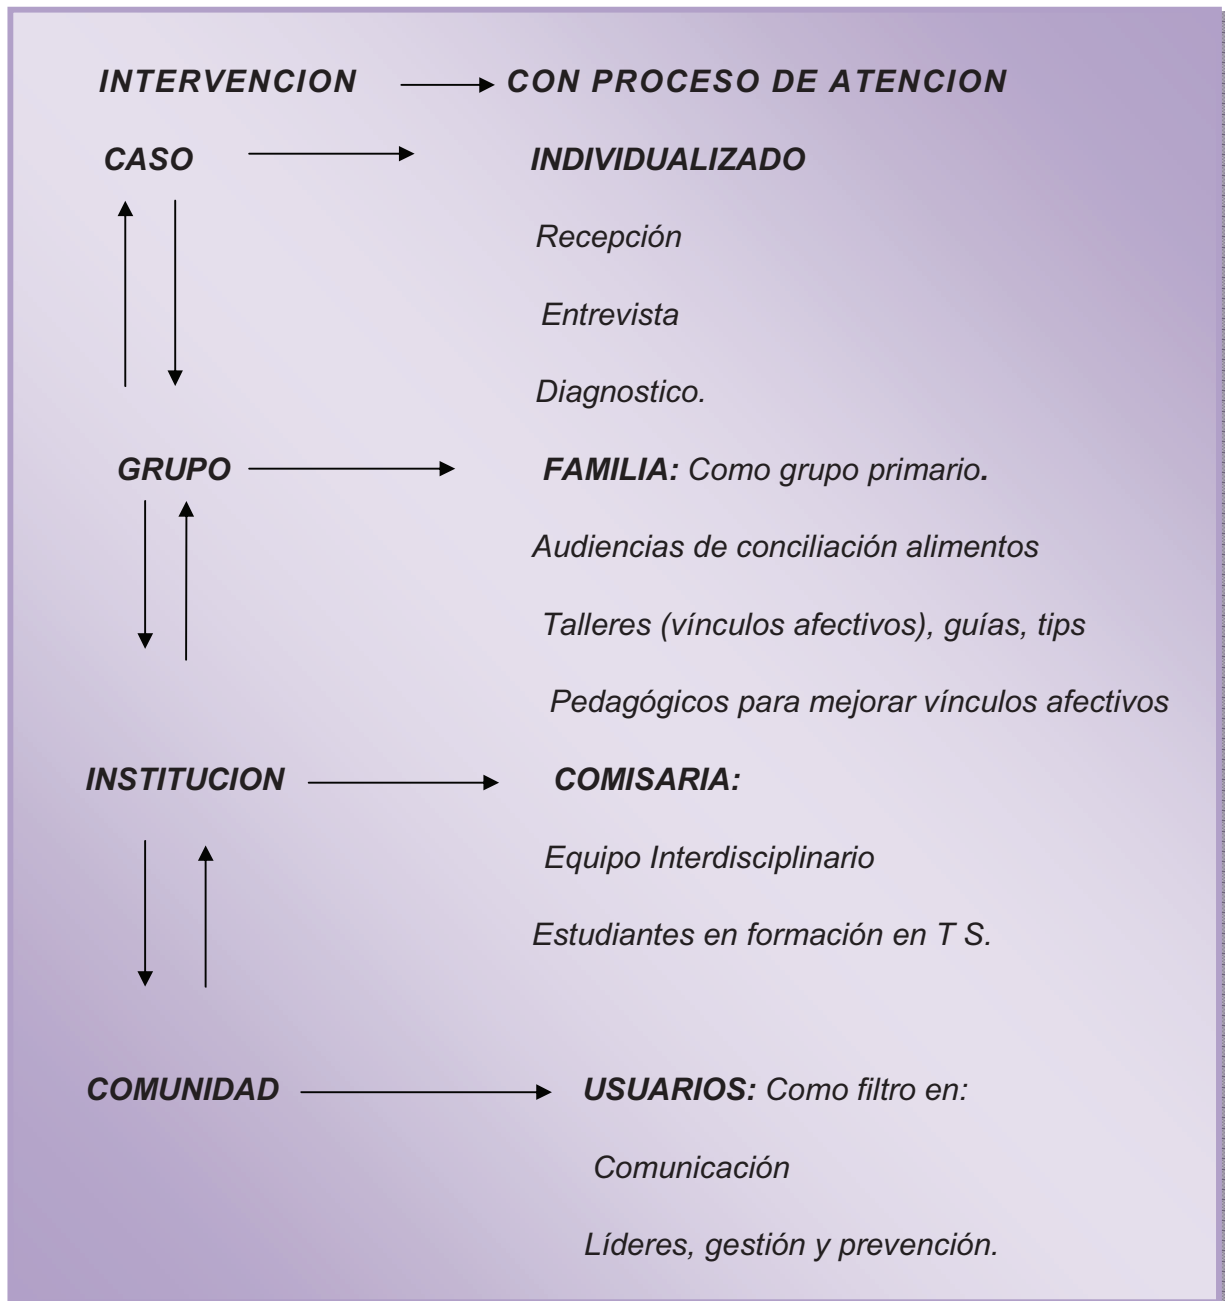 INTERVENCION CON PROCESO DE ATENCION
CASO INDIVIDUALIZADO
Recepción
Entrevista
Diagnostico.
GRUPO FAMILIA: Como grupo primario.
Audiencias de conciliación alimentos
Talleres (vínculos afectivos), guías, tips
Pedagógicos para mejorar vínculos afectivos
INSTITUCION COMISARIA:
Equipo Interdisciplinario
Estudiantes en formación en T S.
COMUNIDAD USUARIOS: Como filtro en:
Comunicación
Líderes, gestión y prevención.